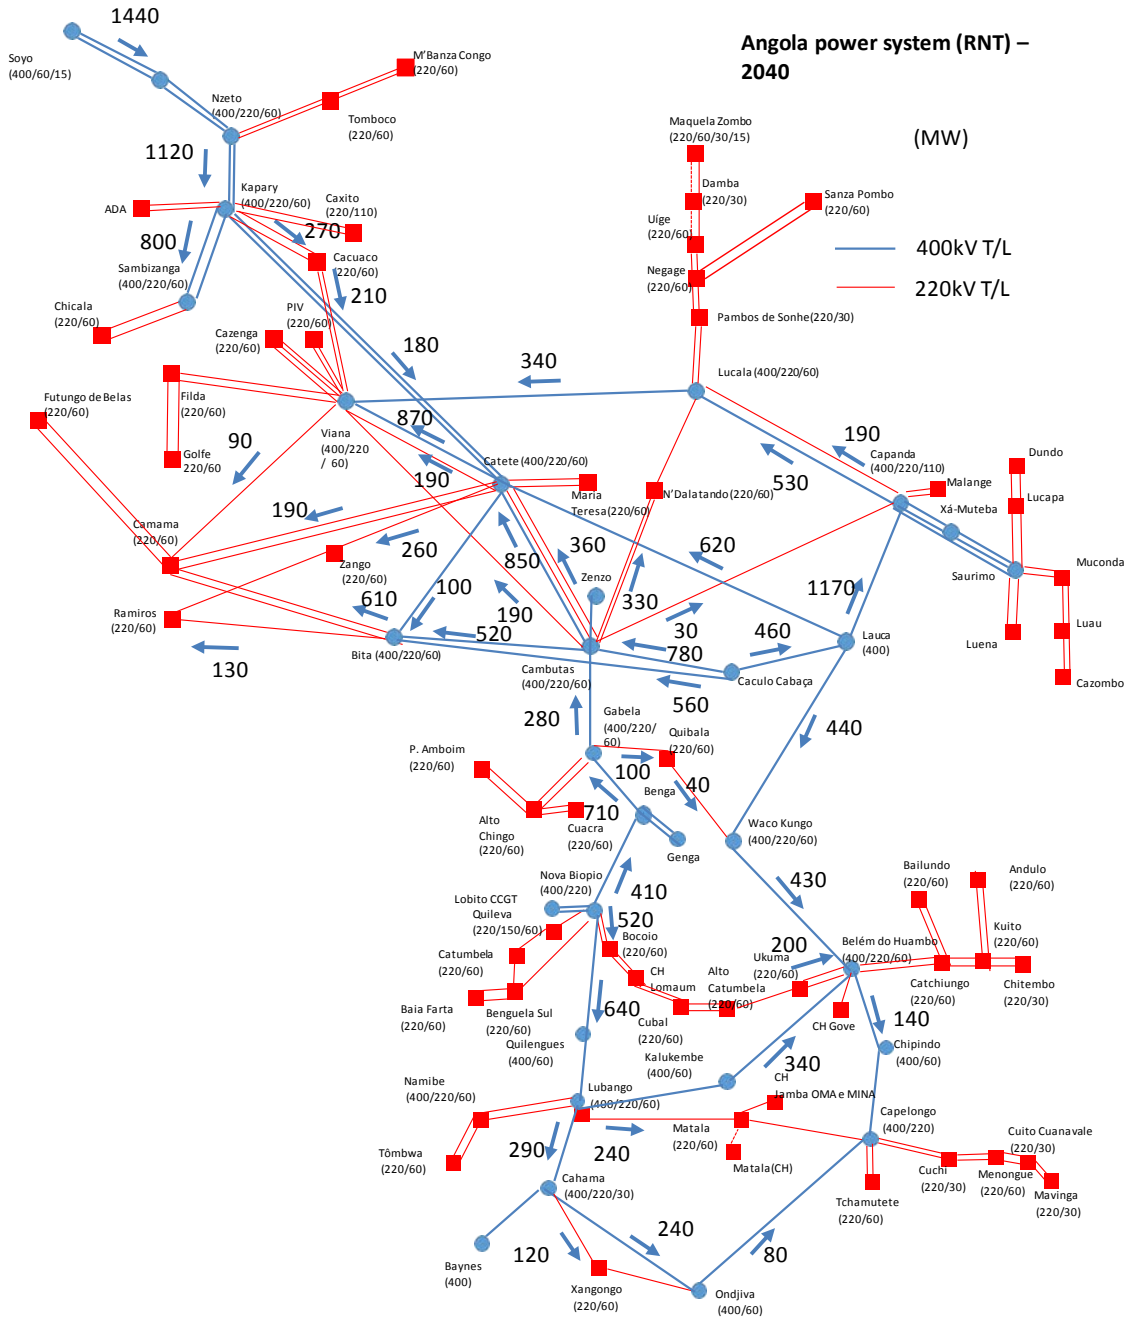 1440
Soyo
(400/60/15)
Angola power system (RNT) –
2040
M'Banza Congo
(220/60)
Nzeto
(400/220/60)
Tomboco
(220/60)
Maquela Zombo
(220/60/30/15)
(MW)
1120
Kapary
(400/220/60)
Caxito
(220/110)
ADA
Damba
(220/30)
Sanza Pombo
(220/60)
Uíge
(220/60)
270
800
Sambizanga
(400/220/60)
Cacuaco
(220/60)
400kV T/L
Negage
(220/60)
220kV T/L
Chicala
(220/60)
PIV
(220/60)
210
Pambos de Sonhe(220/30)
Cazenga
(220/60)
180
340
Lucala (400/220/60)
Futungo de Belas
(220/60)
Filda
(220/60)
870
Viana
(400/220
/ 60)
90
Golfe
220/60
190
190
Catete (400/220/60)
Capanda
(400/220/110)
530
Dundo
Malange
Maria
Teresa(220/60)
N'Dalatando(220/60)
Lucapa
Xá-Muteba
190
Camama
(220/60)
260
Zango
(220/60)
850
360
620
Zenzo
Muconda
Saurimo
100
610
190
330
1170
Ramiros
(220/60)
520
30
460
Luau
Luena
Bita (400/220/60)
780
Lauca
(400)
130
Cambutas
(400/220/60)
Caculo Cabaça
Cazombo
560
280
Gabela
(400/220/
60)
Quibala
(220/60)
440
P. Amboim
(220/60)
100
40
Benga
710
Alto
Chingo
(220/60)
Cuacra
(220/60)
Waco Kungo
(400/220/60)
Genga
Nova Biopio
(400/220)
410
430
Bailundo
(220/60)
Andulo
(220/60)
Lobito CCGT
Quileva
(220/150/60)
520
Bocoio
(220/60)
200
Kuito
(220/60)
Catumbela
(220/60)
Ukuma
(220/60)
Belém do Huambo
(400/220/60)
CH
Lomaum
Alto
Catumbela
(220/60)
Catchiungo
(220/60)
Chitembo
(220/30)
Baia Farta
(220/60)
Benguela Sul
(220/60)
640
Cubal
(220/60)
CH Gove
140
Quilengues
(400/60)
Kalukembe
(400/60)
340
Chipindo
(400/60)
Namibe
(400/220/60)
Lubango
(400/220/60)
CH
Jamba OMA e MINA
Capelongo
(400/220)
290
240
Matala
(220/60)
Cuito Cuanavale
(220/30)
Tômbwa
(220/60)
Matala(CH)
Cuchi
(220/30)
Menongue
(220/60)
Cahama
(400/220/30)
Tchamutete
(220/60)
Mavinga
(220/30)
240
120
80
Baynes
(400)
Xangongo
(220/60)
Ondjiva
(400/60)